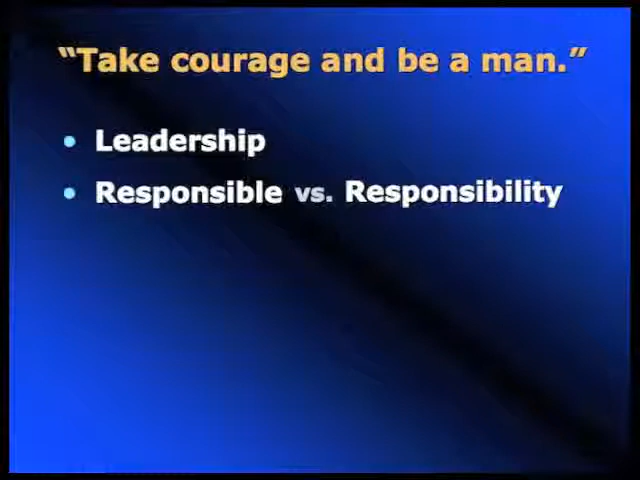 “Take courage and be a man.”
• Leadership
• Responsible vs. Responsibility